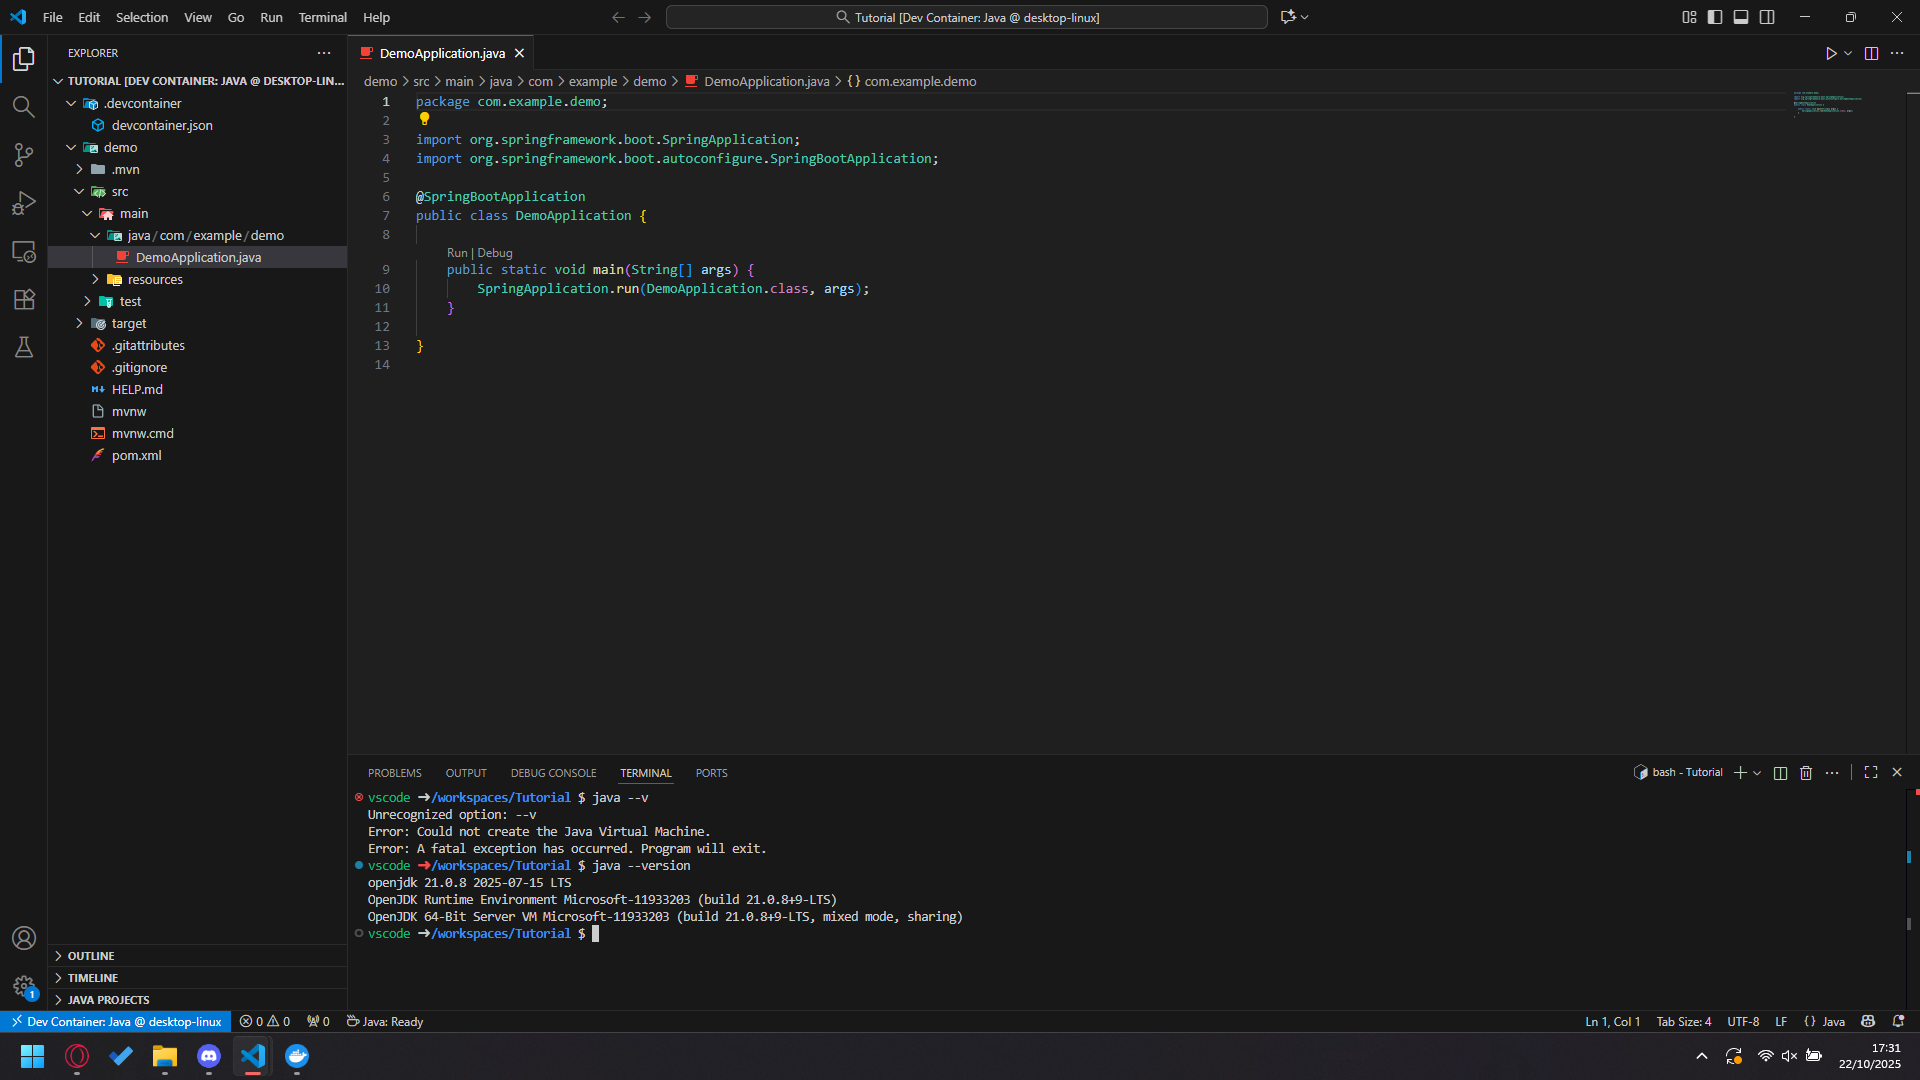 File Edit Selection View Go Run Terminal Help
Tutorial [Dev Container: Java @ desktop-linux]
EXPLORER
TUTORIAL [DEV CONTAINER: JAVA @ DESKTOP-LIN...
.devcontainer
devcontainer.json
demo
.mvn
src
main
java/com/example/demo
DemoApplication.java
resources
test
target
.gitattributes
.gitignore
HELP.md
mvnw
mvnw.cmd
pom.xml
OUTLINE
TIMELINE
JAVA PROJECTS
DemoApplication.java
demo > src > main > java > com > example > demo > DemoApplication.java > {} com.example.demo
1 package com.example.demo;
2
3 import org.springframework.boot.SpringApplication;
4 import org.springframework.boot.autoconfigure.SpringBootApplication;
5
6 @SpringBootApplication
7 public class DemoApplication {
8
Run | Debug
9 public static void main(String[] args) {
10 SpringApplication.run(DemoApplication.class, args);
11 }
12
13 }
14
PROBLEMS OUTPUT DEBUG CONSOLE TERMINAL PORTS
bash - Tutorial
vscode ➜/workspaces/Tutorial $ java --v
Unrecognized option: --v
Error: Could not create the Java Virtual Machine.
Error: A fatal exception has occurred. Program will exit.
vscode ➜/workspaces/Tutorial $ java --version
openjdk 21.0.8 2025-07-15 LTS
OpenJDK Runtime Environment Microsoft-11933203 (build 21.0.8+9-LTS)
OpenJDK 64-Bit Server VM Microsoft-11933203 (build 21.0.8+9-LTS, mixed mode, sharing)
vscode ➜/workspaces/Tutorial $
1
Dev Container: Java @ desktop-linux 0 0 0 Java: Ready
Ln 1, Col 1 Tab Size: 4 UTF-8 LF {} Java
17:31
22/10/2025